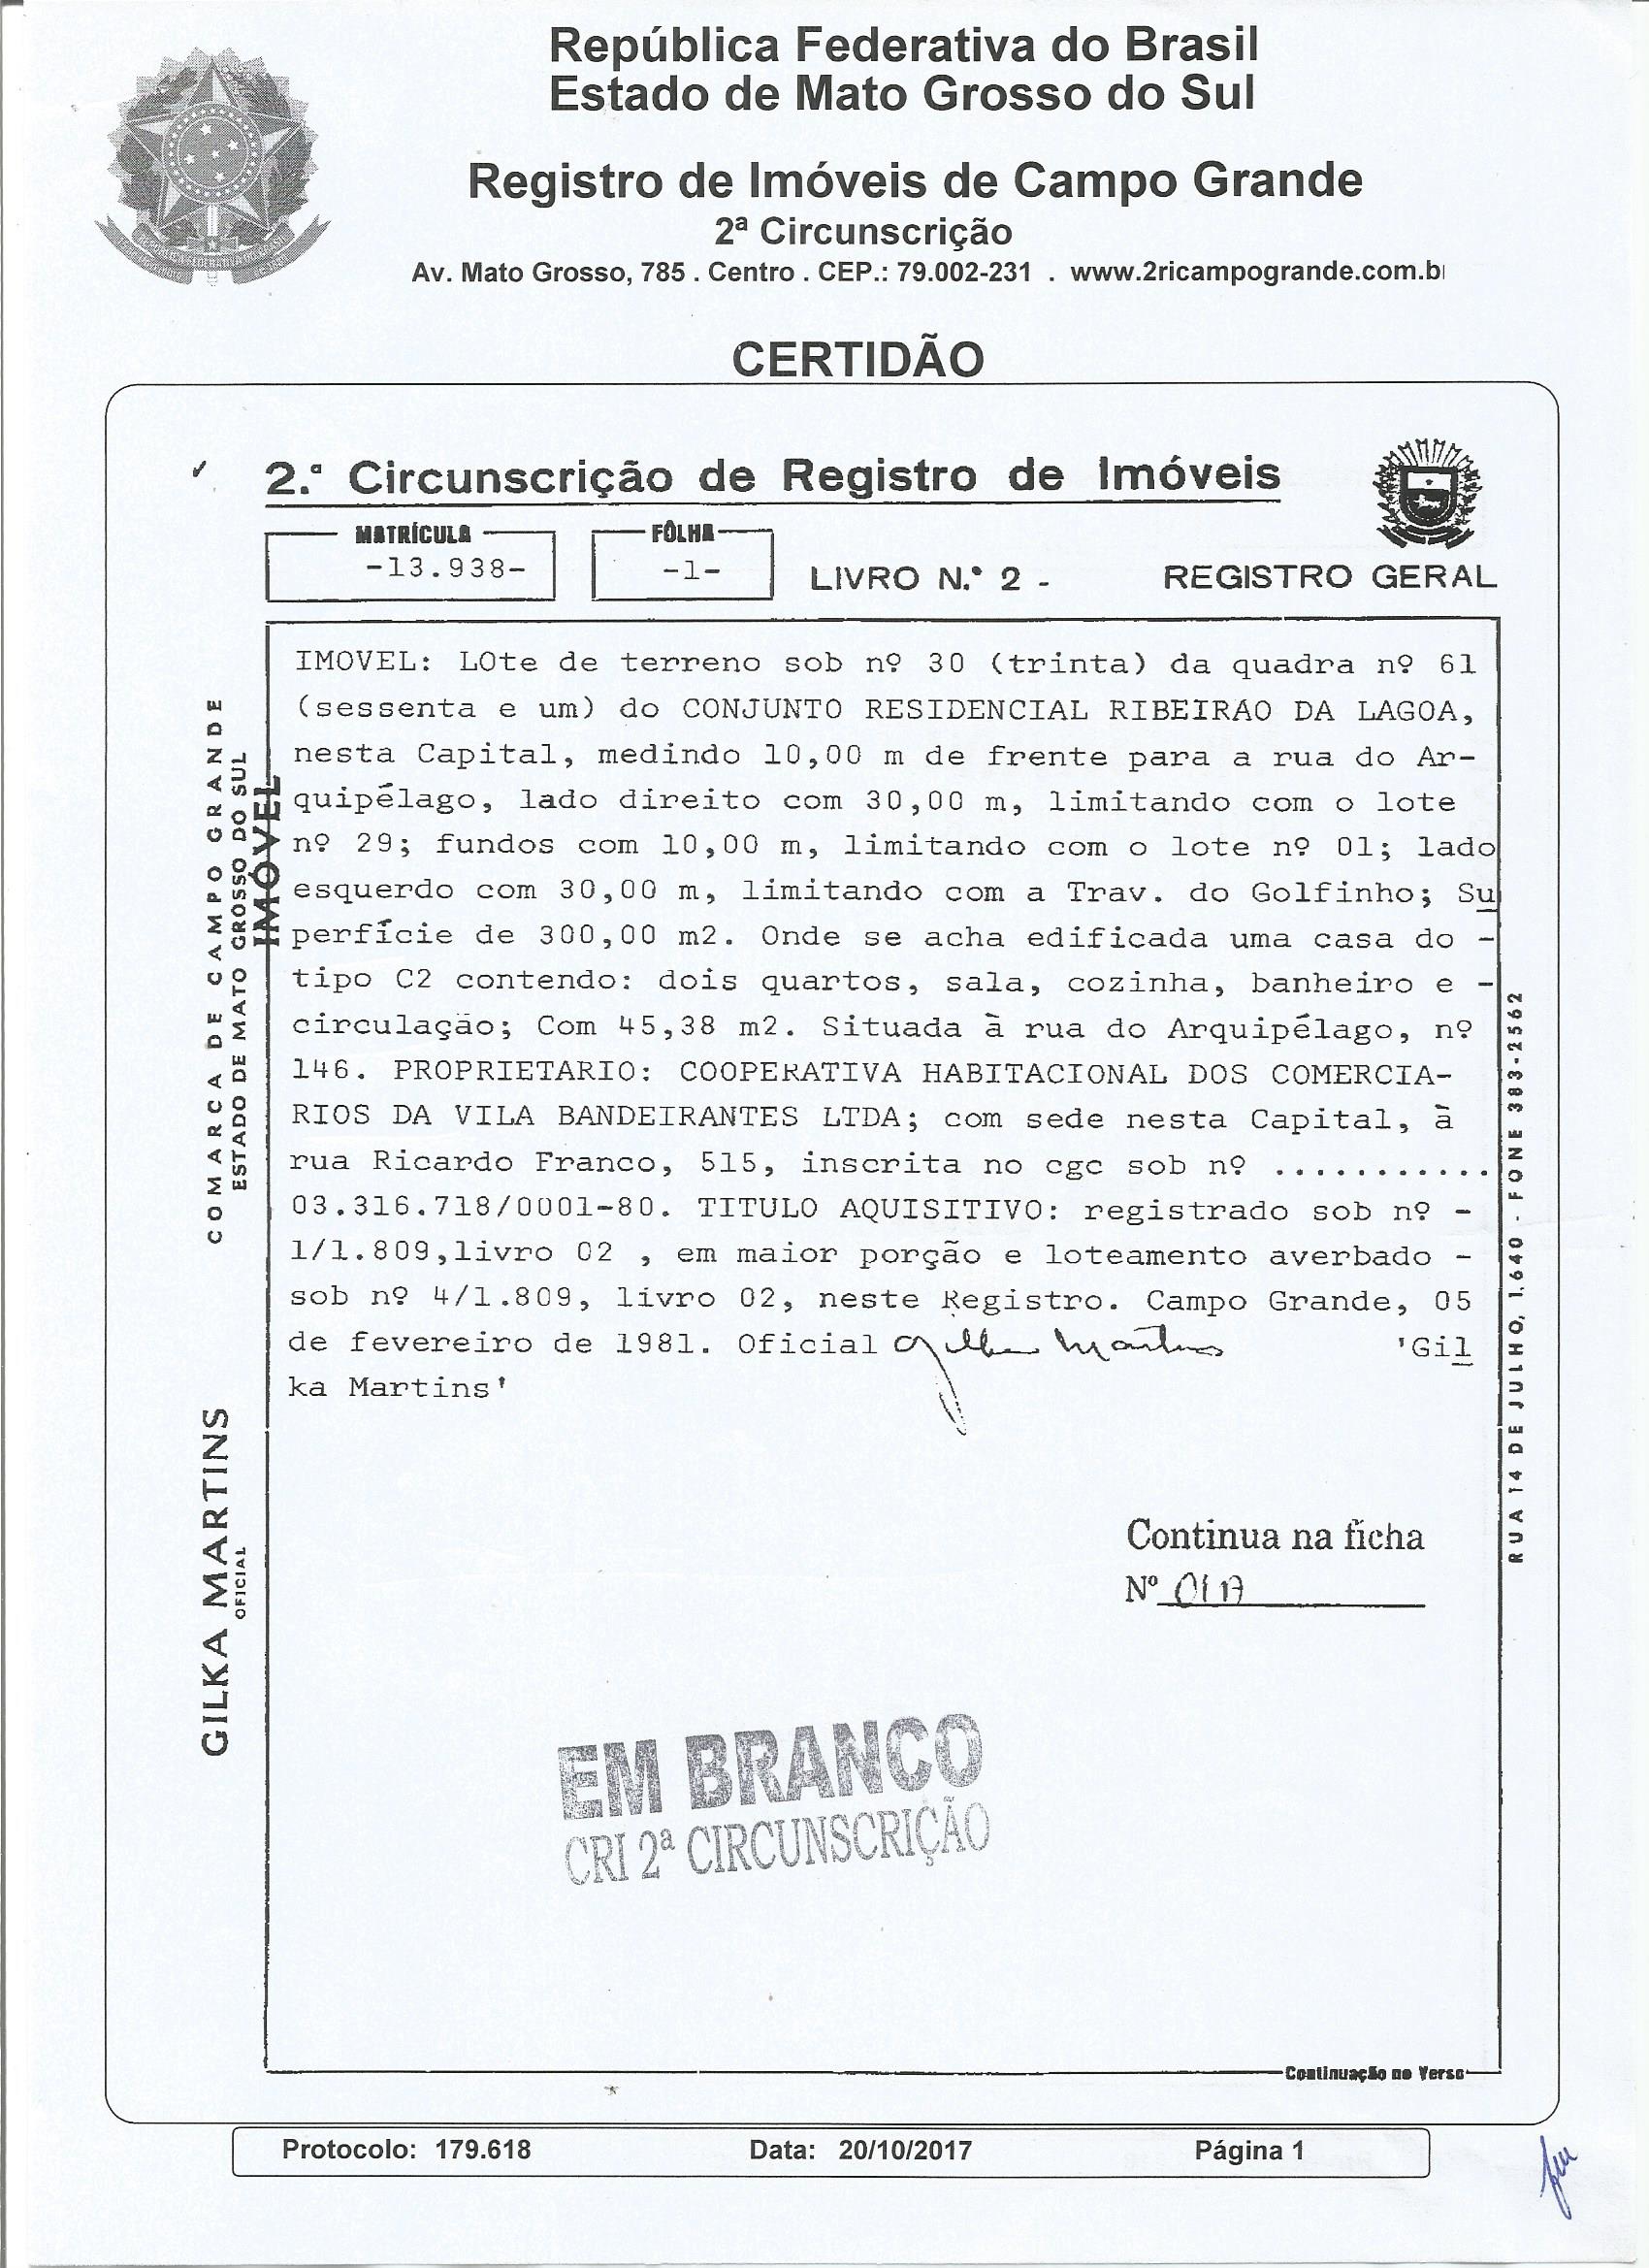 República Federativa do Brasil
Estado de Mato Grosso do Sul
Registro de Imóveis de Campo Grande
2ª Circunscrição
Av. Mato Grosso, 785 . Centro . CEP.: 79.002-231 . www.2ricampogrande.com.b
CERTIDÃO
2.ª Circunscrição de Registro de Imóveis
MATRÍCULA
-13.938-
FÔLHA
-1-
LIVRO N.º 2 - REGISTRO GERAL
COMARCA DE CAMPO GRANDE
ESTADO DE MATO GROSSO DO SUL
IMÓVEL
IMOVEL: LOte de terreno sob nº 30 (trinta) da quadra nº 61
(sessenta e um) do CONJUNTO RESIDENCIAL RIBEIRAO DA LAGOA,
nesta Capital, medindo 10,00 m de frente para a rua do Ar-
quipélago, lado direito com 30,00 m, limitando com o lote
nº 29; fundos com 10,00 m, limitando com o lote nº 01; lado
esquerdo com 30,00 m, limitando com a Trav. do Golfinho; Su
perfície de 300,00 m2. Onde se acha edificada uma casa do -
tipo C2 contendo: dois quartos, sala, cozinha, banheiro e -
circulação; Com 45,38 m2. Situada à rua do Arquipélago, nº
146. PROPRIETARIO: COOPERATIVA HABITACIONAL DOS COMERCIA-
RIOS DA VILA BANDEIRANTES LTDA; com sede nesta Capital, à
rua Ricardo Franco, 515, inscrita no cgc sob nº ...........
03.316.718/0001-80. TITULO AQUISITIVO: registrado sob nº -
1/1.809,livro 02 , em maior porção e loteamento averbado -
sob nº 4/1.809, livro 02, neste Registro. Campo Grande, 05
de fevereiro de 1981. Oficial Gilka Martins 'Gil
ka Martins'
GILKA MARTINS
OFICIAL
RUA 14 DE JULHO, 1.640 - FONE 383-2562
Continua na ficha
Nº 01A
EM BRANCO
CRI 2ª CIRCUNSCRIÇÃO
Continuação no Verso
Protocolo: 179.618 Data: 20/10/2017 Página 1